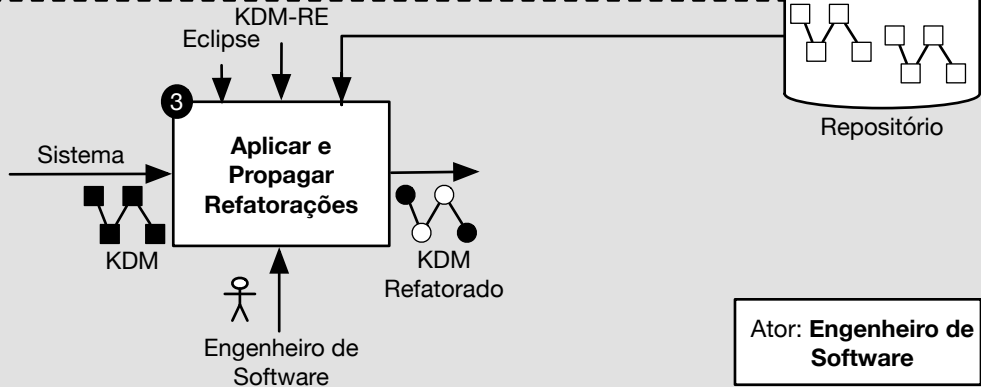 KDM-RE
Eclipse
3
Aplicar e
Propagar
Refatorações
Sistema
KDM
KDM
Refatorado
Engenheiro de
Software
Repositório
Ator: Engenheiro de
Software